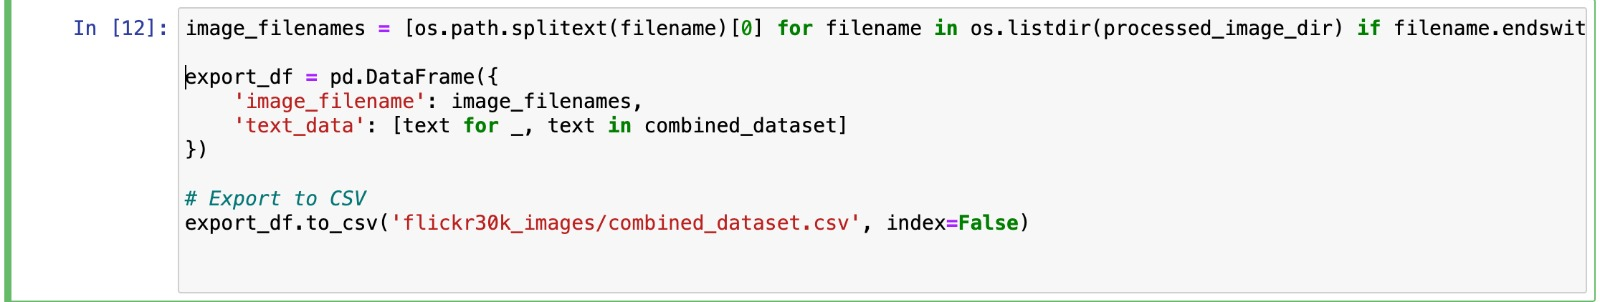 In [12]: image_filenames = [os.path.splitext(filename)[0] for filename in os.listdir(processed_image_dir) if filename.endswit
export_df = pd.DataFrame({
    'image_filename': image_filenames,
    'text_data': [text for _, text in combined_dataset]
})
# Export to CSV
export_df.to_csv('flickr30k_images/combined_dataset.csv', index=False)